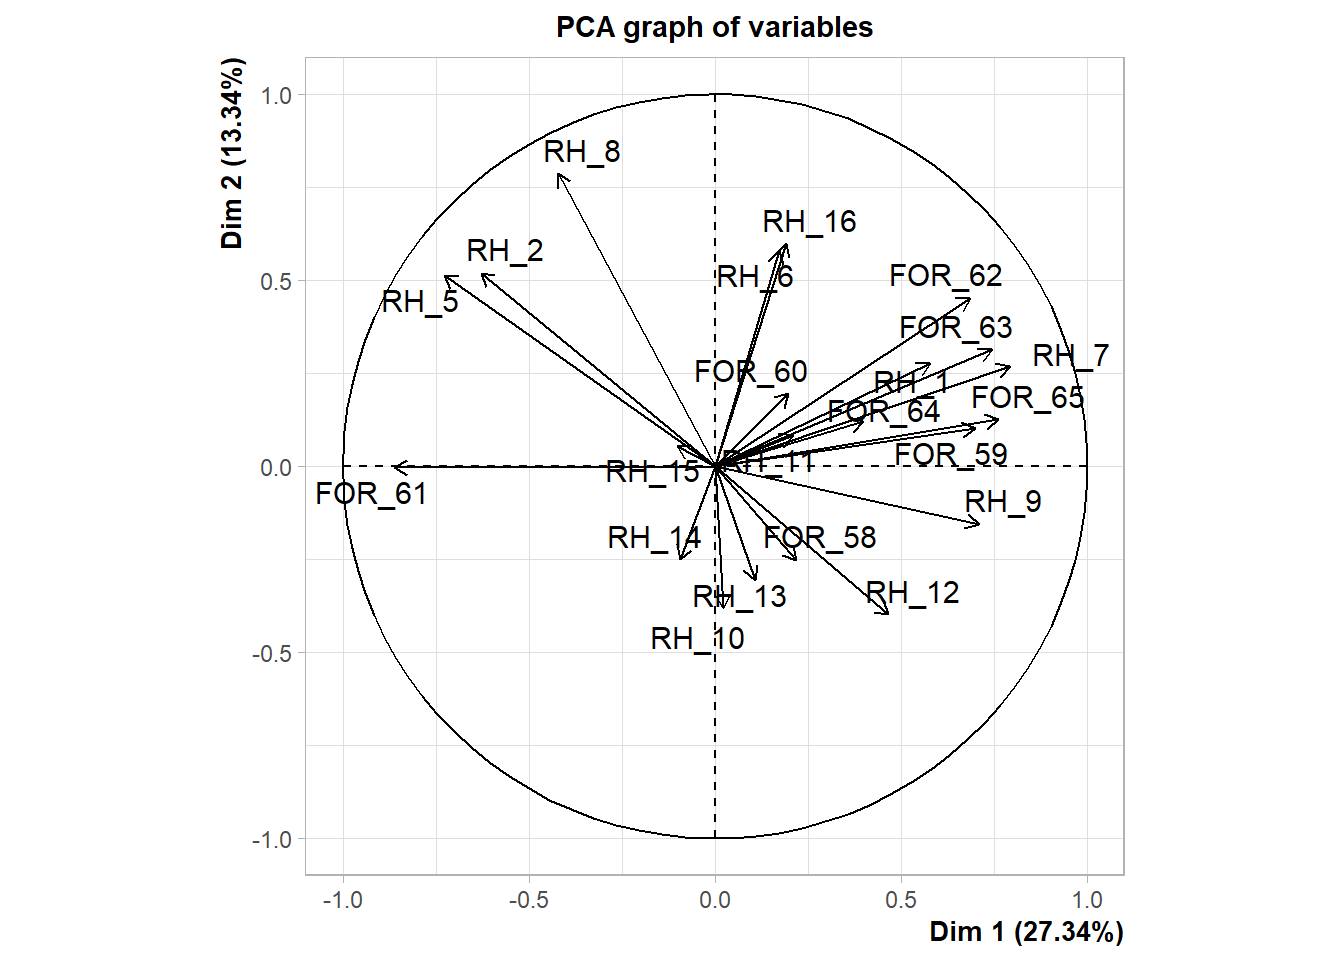 PCA graph of variables
Dim 2 (13.34%)
1.0
0.5
0.0
-0.5
-1.0
RH_8
RH_16
RH_2
RH_6
FOR_62
RH_5
FOR_63
RH_7
FOR_60
RH_1
FOR_65
FOR_64
FOR_59
RH_11
RH_15
FOR_61
RH_9
RH_14
FOR_58
RH_12
RH_13
RH_10
-1.0
-0.5
0.0
0.5
1.0
Dim 1 (27.34%)